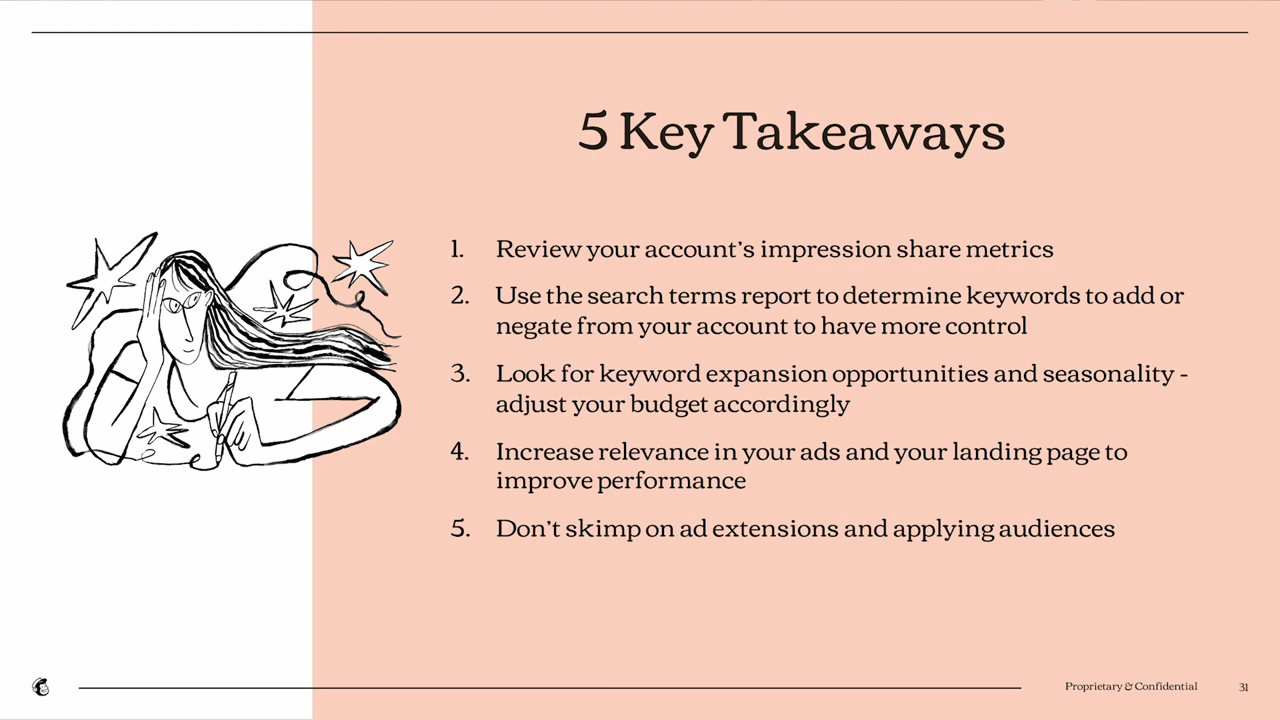 5 Key Takeaways
1. Review your account’s impression share metrics
2. Use the search terms report to determine keywords to add or
negate from your account to have more control
3. Look for keyword expansion opportunities and seasonality -
adjust your budget accordingly
4. Increase relevance in your ads and your landing page to
improve performance
5. Don’t skimp on ad extensions and applying audiences
Proprietary & Confidential 31